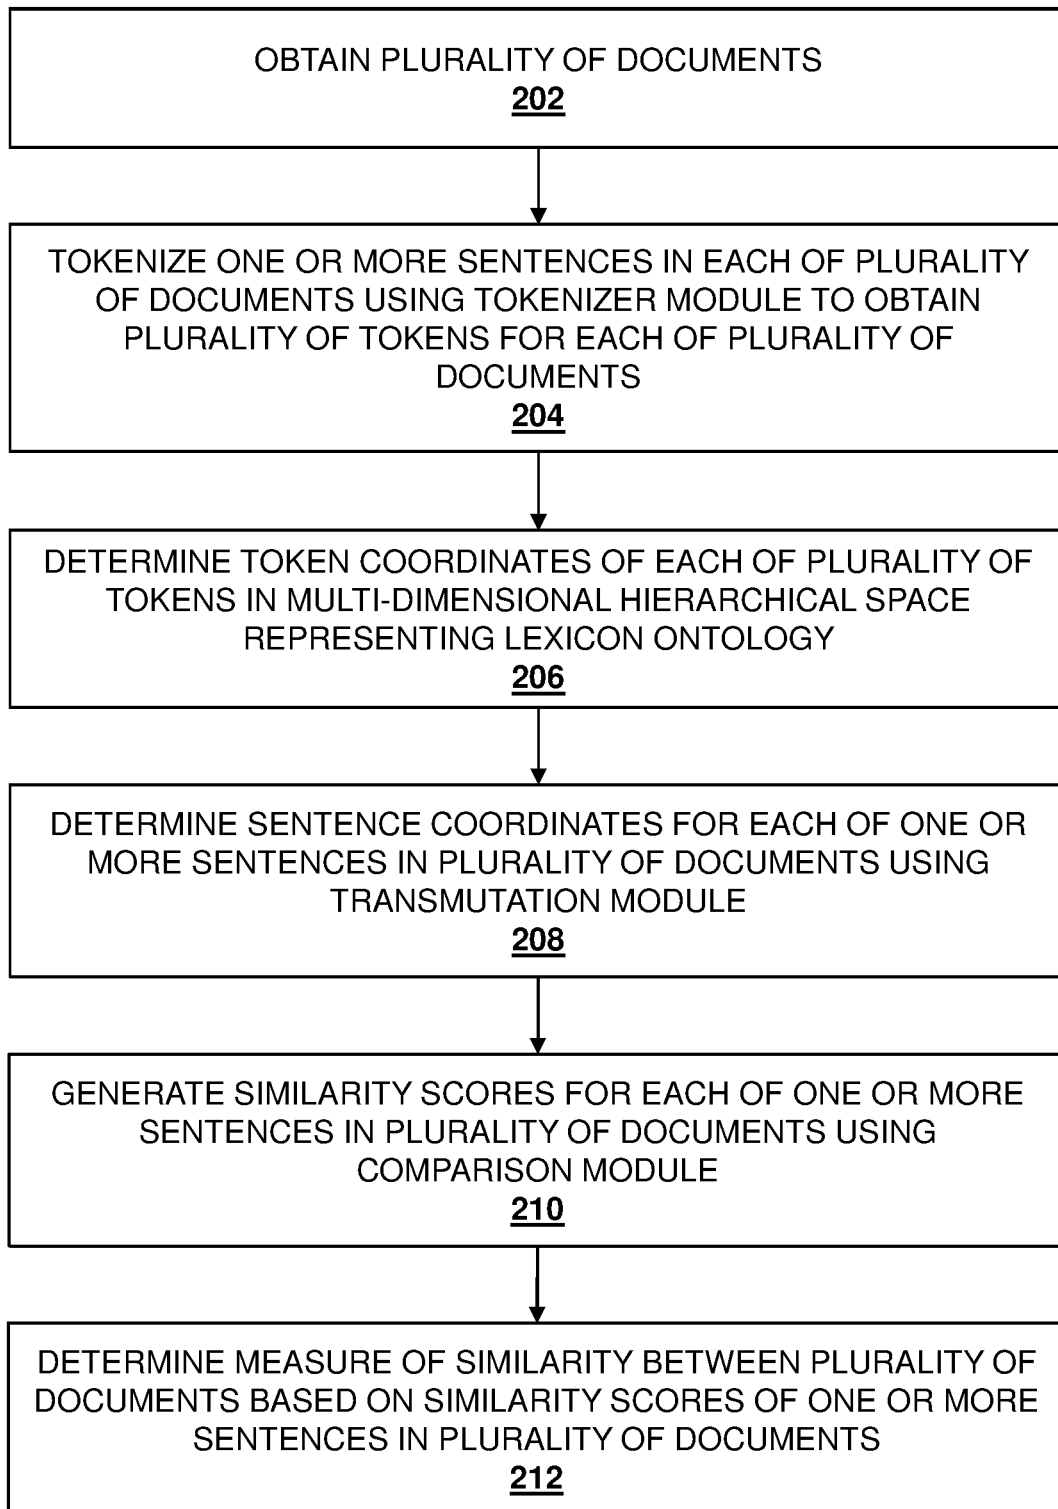 OBTAIN PLURALITY OF DOCUMENTS
202
TOKENIZE ONE OR MORE SENTENCES IN EACH OF PLURALITY
OF DOCUMENTS USING TOKENIZER MODULE TO OBTAIN
PLURALITY OF TOKENS FOR EACH OF PLURALITY OF
DOCUMENTS
204
DETERMINE TOKEN COORDINATES OF EACH OF PLURALITY OF
TOKENS IN MULTI-DIMENSIONAL HIERARCHICAL SPACE
REPRESENTING LEXICON ONTOLOGY
206
DETERMINE SENTENCE COORDINATES FOR EACH OF ONE OR
MORE SENTENCES IN PLURALITY OF DOCUMENTS USING
TRANSMUTATION MODULE
208
GENERATE SIMILARITY SCORES FOR EACH OF ONE OR MORE
SENTENCES IN PLURALITY OF DOCUMENTS USING
COMPARISON MODULE
210
DETERMINE MEASURE OF SIMILARITY BETWEEN PLURALITY OF
DOCUMENTS BASED ON SIMILARITY SCORES OF ONE OR MORE
SENTENCES IN PLURALITY OF DOCUMENTS
212